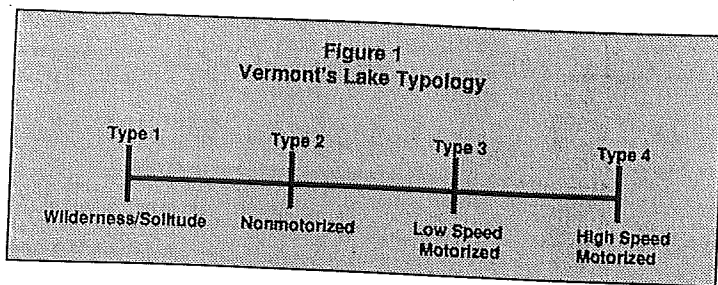 Figure 1
Vermont's Lake Typology
Type 1
Type 2
Type 3
Type 4
Wilderness/Solitude
Nonmotorized
Low Speed
Motorized
High Speed
Motorized